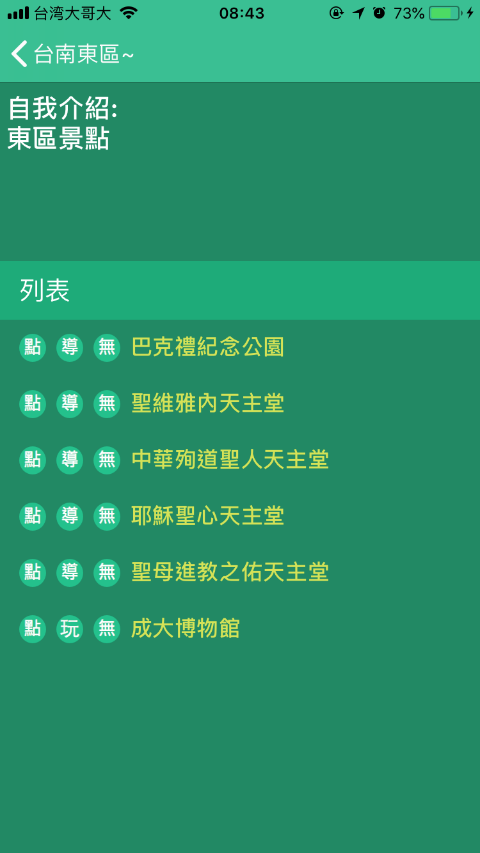 台湾大哥大 08:43 73%
台南東區~
自我介紹:
東區景點
列表
點 導 無 巴克禮紀念公園
點 導 無 聖維雅內天主堂
點 導 無 中華殉道聖人天主堂
點 導 無 耶穌聖心天主堂
點 導 無 聖母進教之佑天主堂
點 玩 無 成大博物館